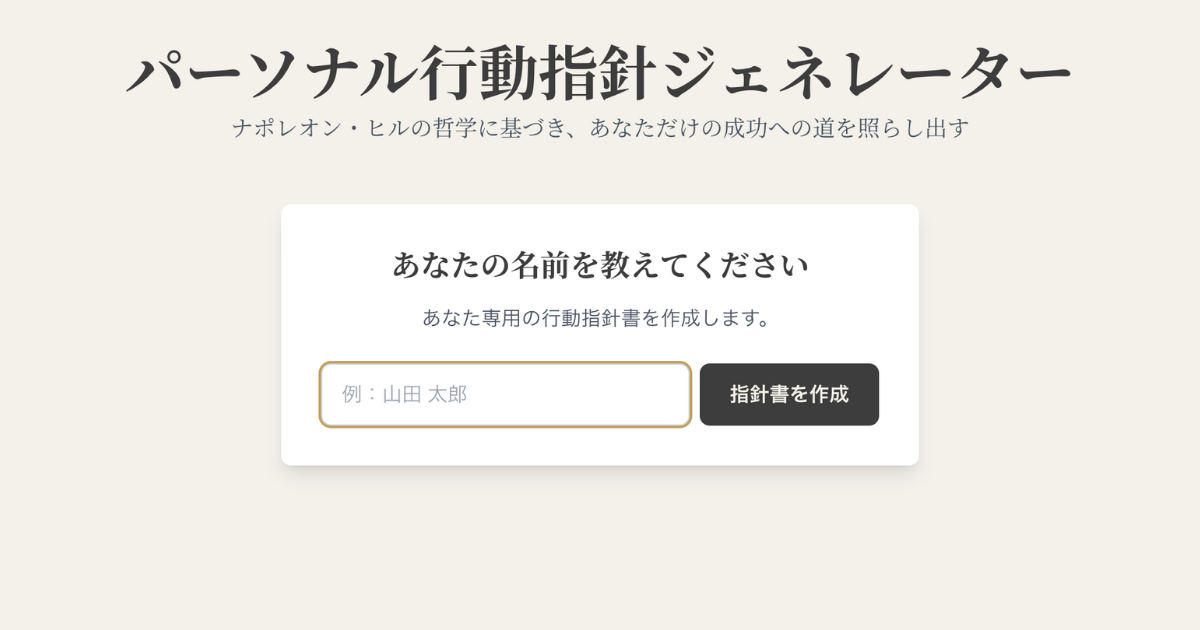 パーソナル行動指針ジェネレーター
ナポレオン・ヒルの哲学に基づき、あなただけの成功への道を照らし出す
あなたの名前を教えてください
あなた専用の行動指針書を作成します。
例：山田 太郎
指針書を作成